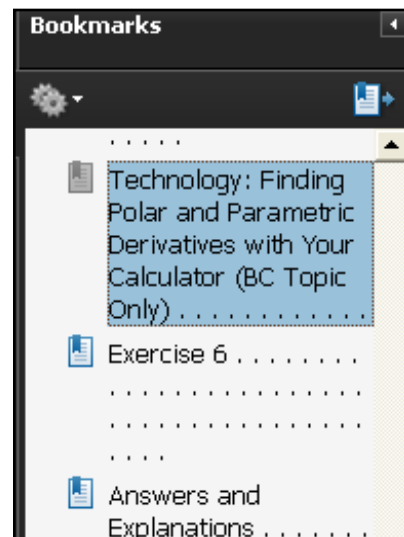 Bookmarks
. . . . .
Technology: Finding
Polar and Parametric
Derivatives with Your
Calculator (BC Topic
Only) . . . . . . . . . . . . .
Exercise 6 . . . . . . . .
. . . . . . . . . . . . . . . . .
. . . . . . . . . . . . . . . . .
. . . .
Answers and
Explanations . . . . . . .